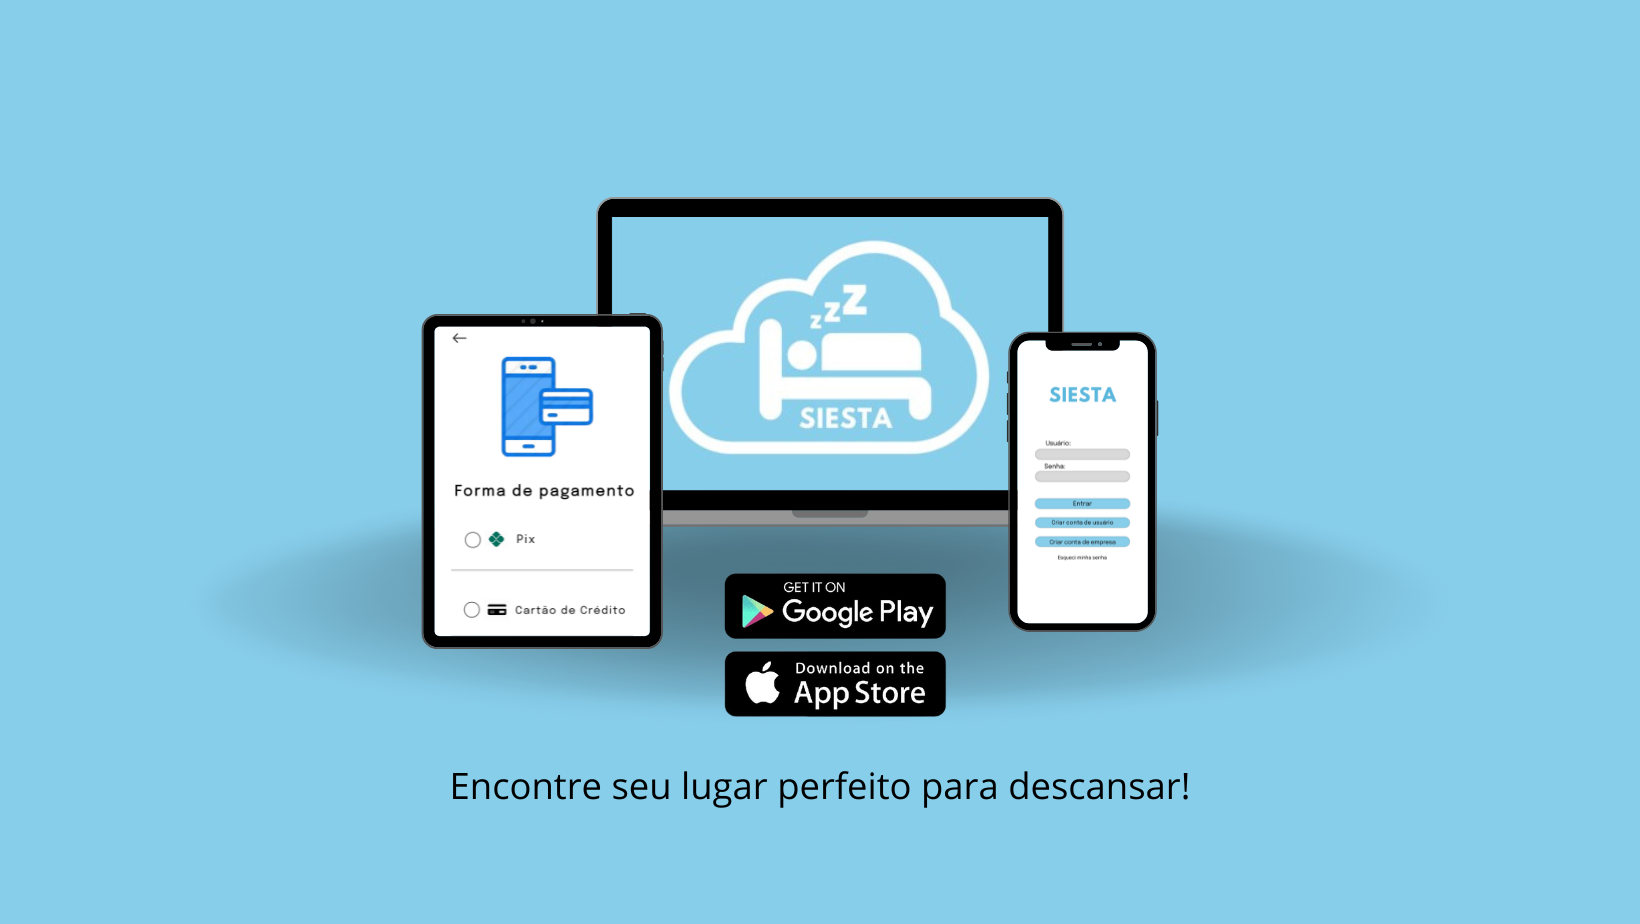 zzz
SIESTA
Forma de pagamento
Pix
Cartão de Crédito
SIESTA
Usuário:
Senha:
Entrar
Criar conta de usuário
Criar conta de empresa
Esqueci minha senha
GET IT ON
Google Play
Download on the
App Store
Encontre seu lugar perfeito para descansar!